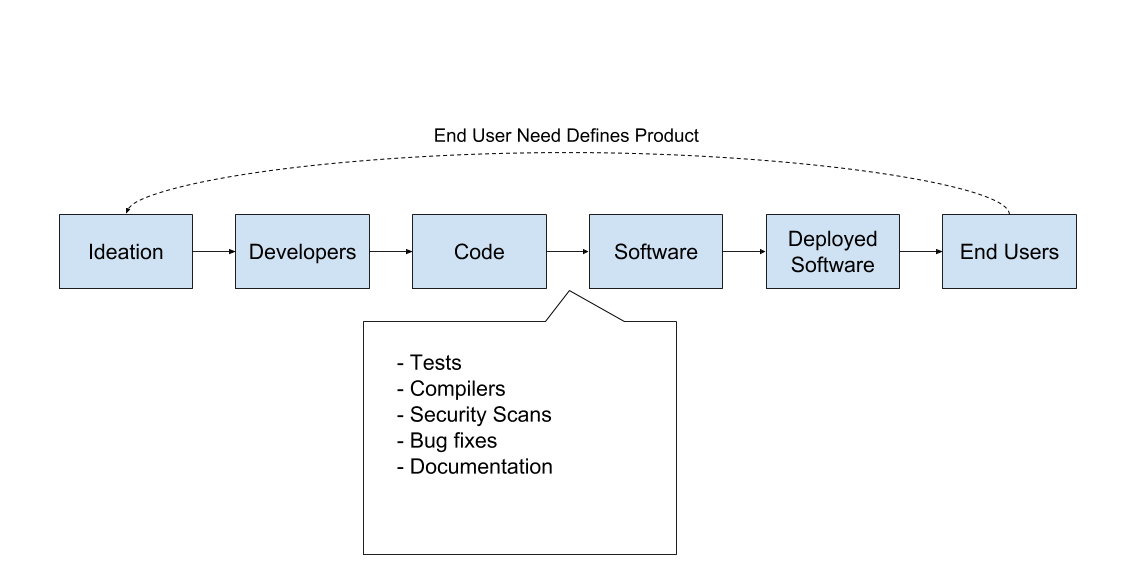 End User Need Defines Product
Ideation
Developers
Code
Software
Deployed
Software
End Users
- Tests
- Compilers
- Security Scans
- Bug fixes
- Documentation